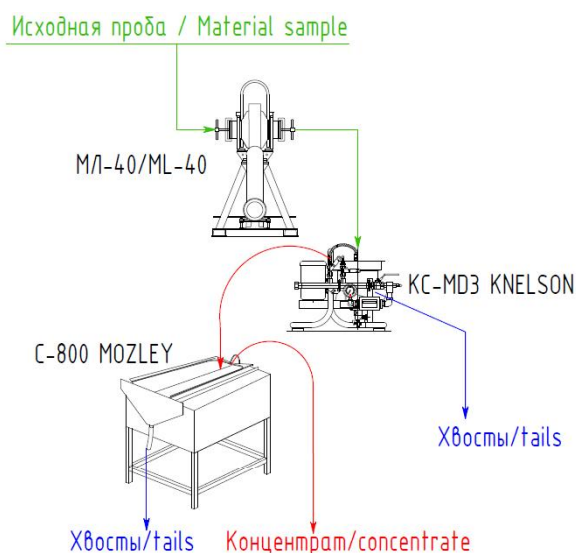 Исходная проба / Material sample
МЛ-40/ML-40
КС-MD3 KNELSON
С-800 MOZLEY
Хвосты/tails
Хвосты/tails
Концентрат/concentrate